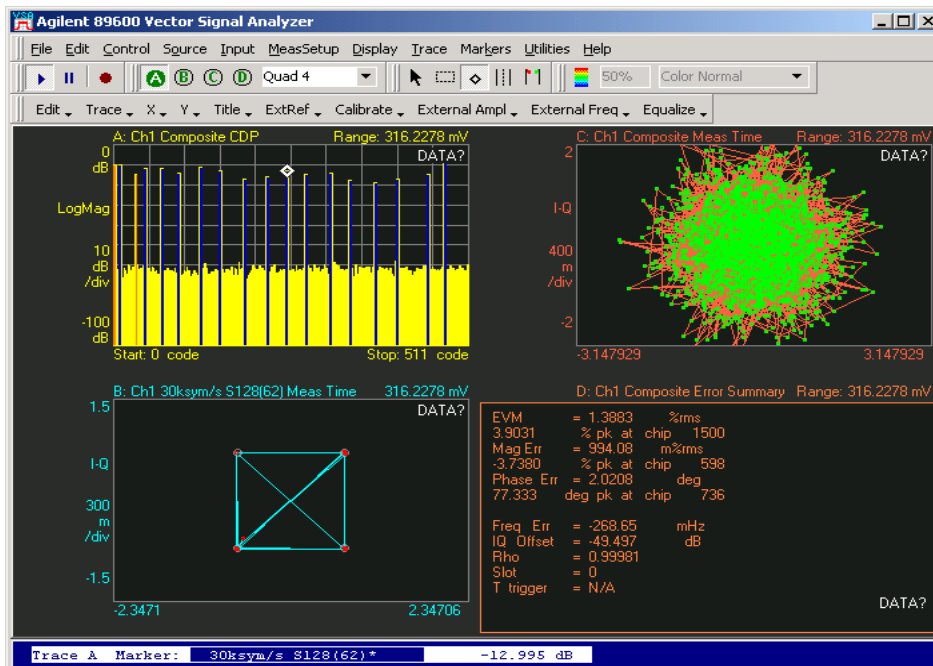 VSA Agilent 89600 Vector Signal Analyzer
File Edit Control Source Input MeasSetup Display Trace Markers Utilities Help
A B C D Quad 4 50% Color Normal
Edit Trace X Y Title ExtRef Calibrate External Ampl External Freq Equalize
A: Ch1 Composite CDP Range: 316.2278 mV
0
dB
DATA?
LogMag
10
dB
/div
-100
dB
Start: 0 code Stop: 511 code
C: Ch1 Composite Meas Time Range: 316.2278 mV
2
DATA?
I-Q
400
m
/div
-2
-3.147929 3.147929
B: Ch1 30ksym/s S128(62) Meas Time 316.2278 mV
1.5
DATA?
I-Q
300
m
/div
-1.5
-2.3471 2.34706
D: Ch1 Composite Error Summary Range: 316.2278 mV
EVM = 1.3883 %rms
3.9031 % pk at chip 1500
Mag Err = 994.08 m%rms
-3.7380 % pk at chip 598
Phase Err = 2.0208 deg
77.333 deg pk at chip 736
Freq Err = -268.65 mHz
IQ Offset = -49.497 dB
Rho = 0.99981
Slot = 0
T trigger = N/A
DATA?
Trace A Marker: 30ksym/s S128(62)* -12.995 dB